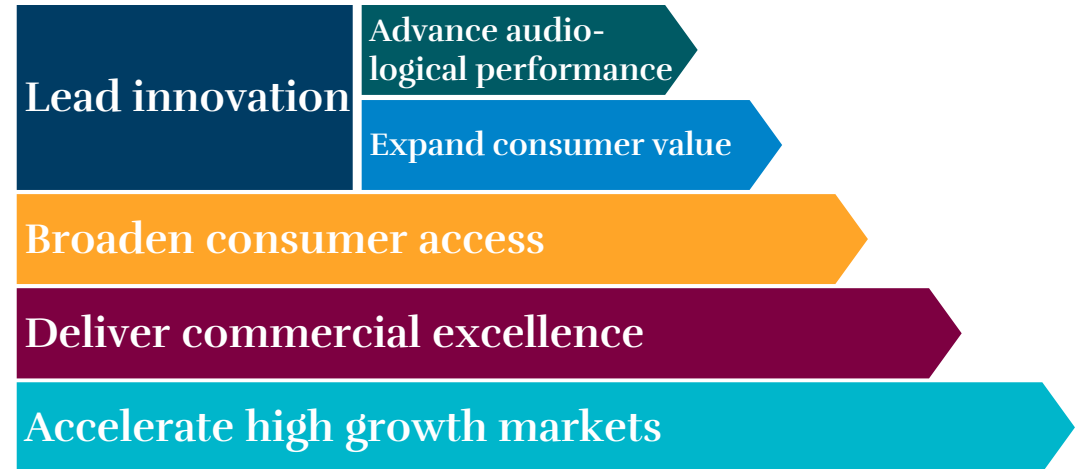 Lead innovation
Advance audio-
logical performance
Expand consumer value
Broaden consumer access
Deliver commercial excellence
Accelerate high growth markets